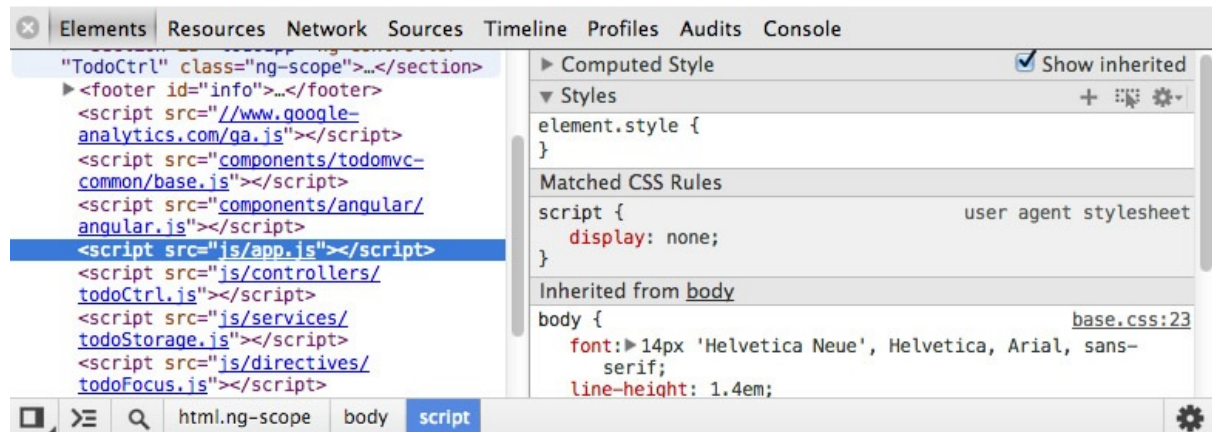 Elements Resources Network Sources Timeline Profiles Audits Console
"TodoCtrl" class="ng-scope">…</section>
<footer id="info">…</footer>
<script src="//www.google-
analytics.com/ga.js"></script>
<script src="components/todomvc-
common/base.js"></script>
<script src="components/angular/
angular.js"></script>
<script src="js/app.js"></script>
<script src="js/controllers/
todoCtrl.js"></script>
<script src="js/services/
todoStorage.js"></script>
<script src="js/directives/
todoFocus.js"></script>
Computed Style Show inherited
Styles
element.style {
}
Matched CSS Rules
script { user agent stylesheet
display: none;
}
Inherited from body
body { base.css:23
font: 14px 'Helvetica Neue', Helvetica, Arial, sans-
serif;
line-height: 1.4em;
html.ng-scope body script